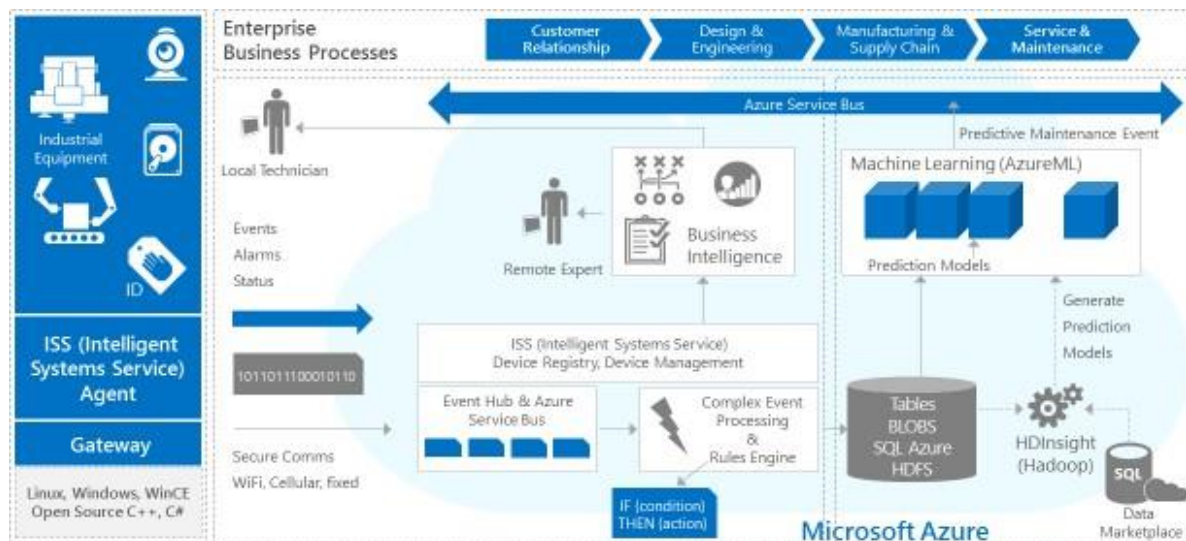 Enterprise
Business Processes
Customer
Relationship
Design &
Engineering
Manufacturing &
Supply Chain
Service &
Maintenance
Industrial
Equipment
ID
ISS (Intelligent
Systems Service)
Agent
Gateway
Linux, Windows, WinCE
Open Source C++, C#
Azure Service Bus
Local Technician
Events
Alarms
Status
1011011100010110
Secure Comms
WiFi, Cellular, fixed
Remote Expert
Business
Intelligence
ISS (Intelligent Systems Service)
Device Registry, Device Management
Event Hub & Azure
Service Bus
Complex Event
Processing
&
Rules Engine
IF (condition)
THEN (action)
Predictive Maintenance Event
Machine Learning (AzureML)
Prediction Models
Generate
Prediction
Models
Tables
BLOBS
SQL Azure
HDFS
HDInsight
(Hadoop)
SQL
Data
Marketplace
Microsoft Azure